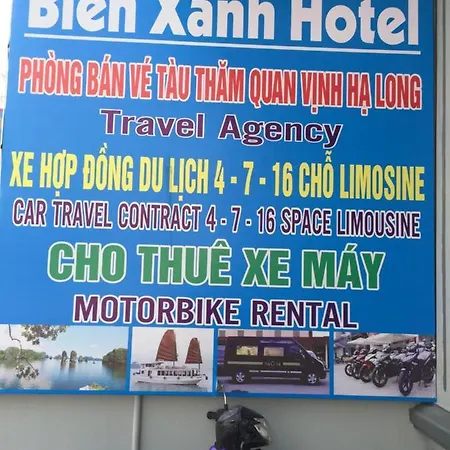 Biển Xanh Hotel
PHÒNG BÁN VÉ TÀU THĂM QUAN VỊNH HẠ LONG
Travel Agency
XE HỢP ĐỒNG DU LỊCH 4 - 7 - 16 CHỖ LIMOSINE
CAR TRAVEL CONTRACT 4 - 7 - 16 SPACE LIMOUSINE
CHO THUÊ XE MÁY
MOTORBIKE RENTAL